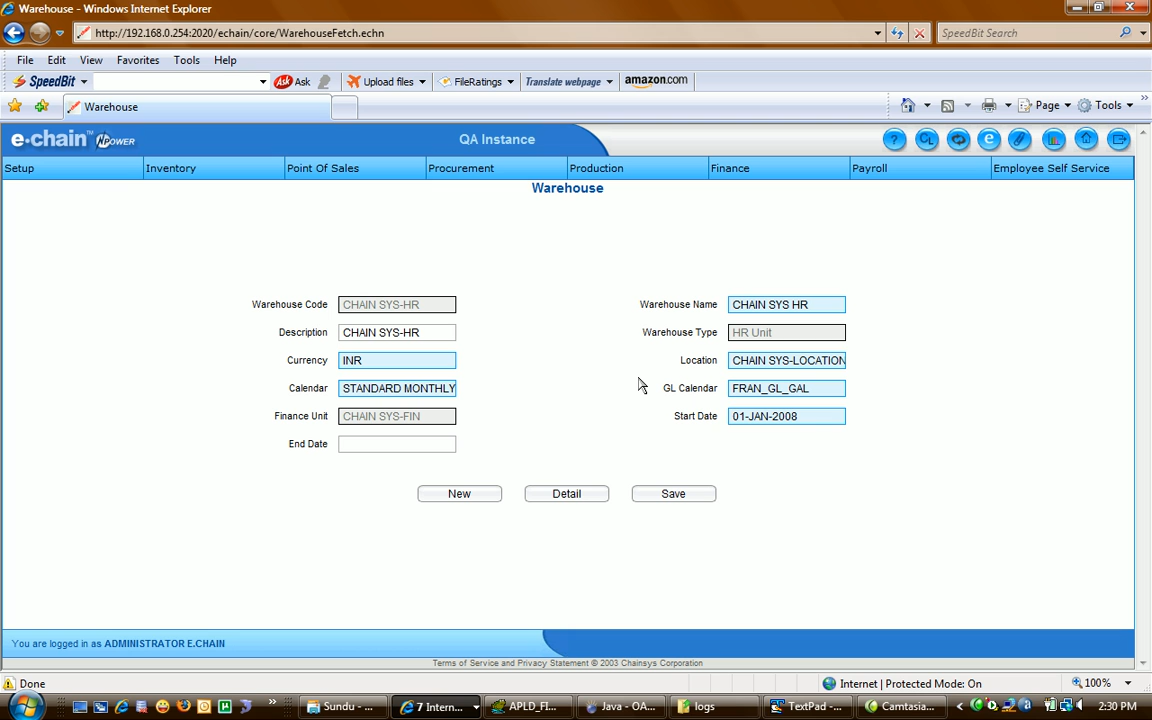 Warehouse - Windows Internet Explorer
http://192.168.0.254:2020/echain/core/WarehouseFetch.echn
SpeedBit Search
File Edit View Favorites Tools Help
SpeedBit Ask Ask Upload files FileRatings Translate webpage amazon.com
Warehouse Page Tools
e-chain NPOWER QA Instance ? CL e
Setup Inventory Point Of Sales Procurement Production Finance Payroll Employee Self Service
Warehouse
Warehouse Code CHAIN SYS-HR Warehouse Name CHAIN SYS HR
Description CHAIN SYS-HR Warehouse Type HR Unit
Currency INR Location CHAIN SYS-LOCATION
Calendar STANDARD MONTHLY GL Calendar FRAN_GL_GAL
Finance Unit CHAIN SYS-FIN Start Date 01-JAN-2008
End Date
New Detail Save
You are logged in as ADMINISTRATOR E.CHAIN
Terms of Service and Privacy Statement © 2003 Chainsys Corporation
Done Internet | Protected Mode: On 100%
Sundu - ... 7 Intern... APLD_FI... Java - OA... logs TextPad -... Camtasia... 2:30 PM